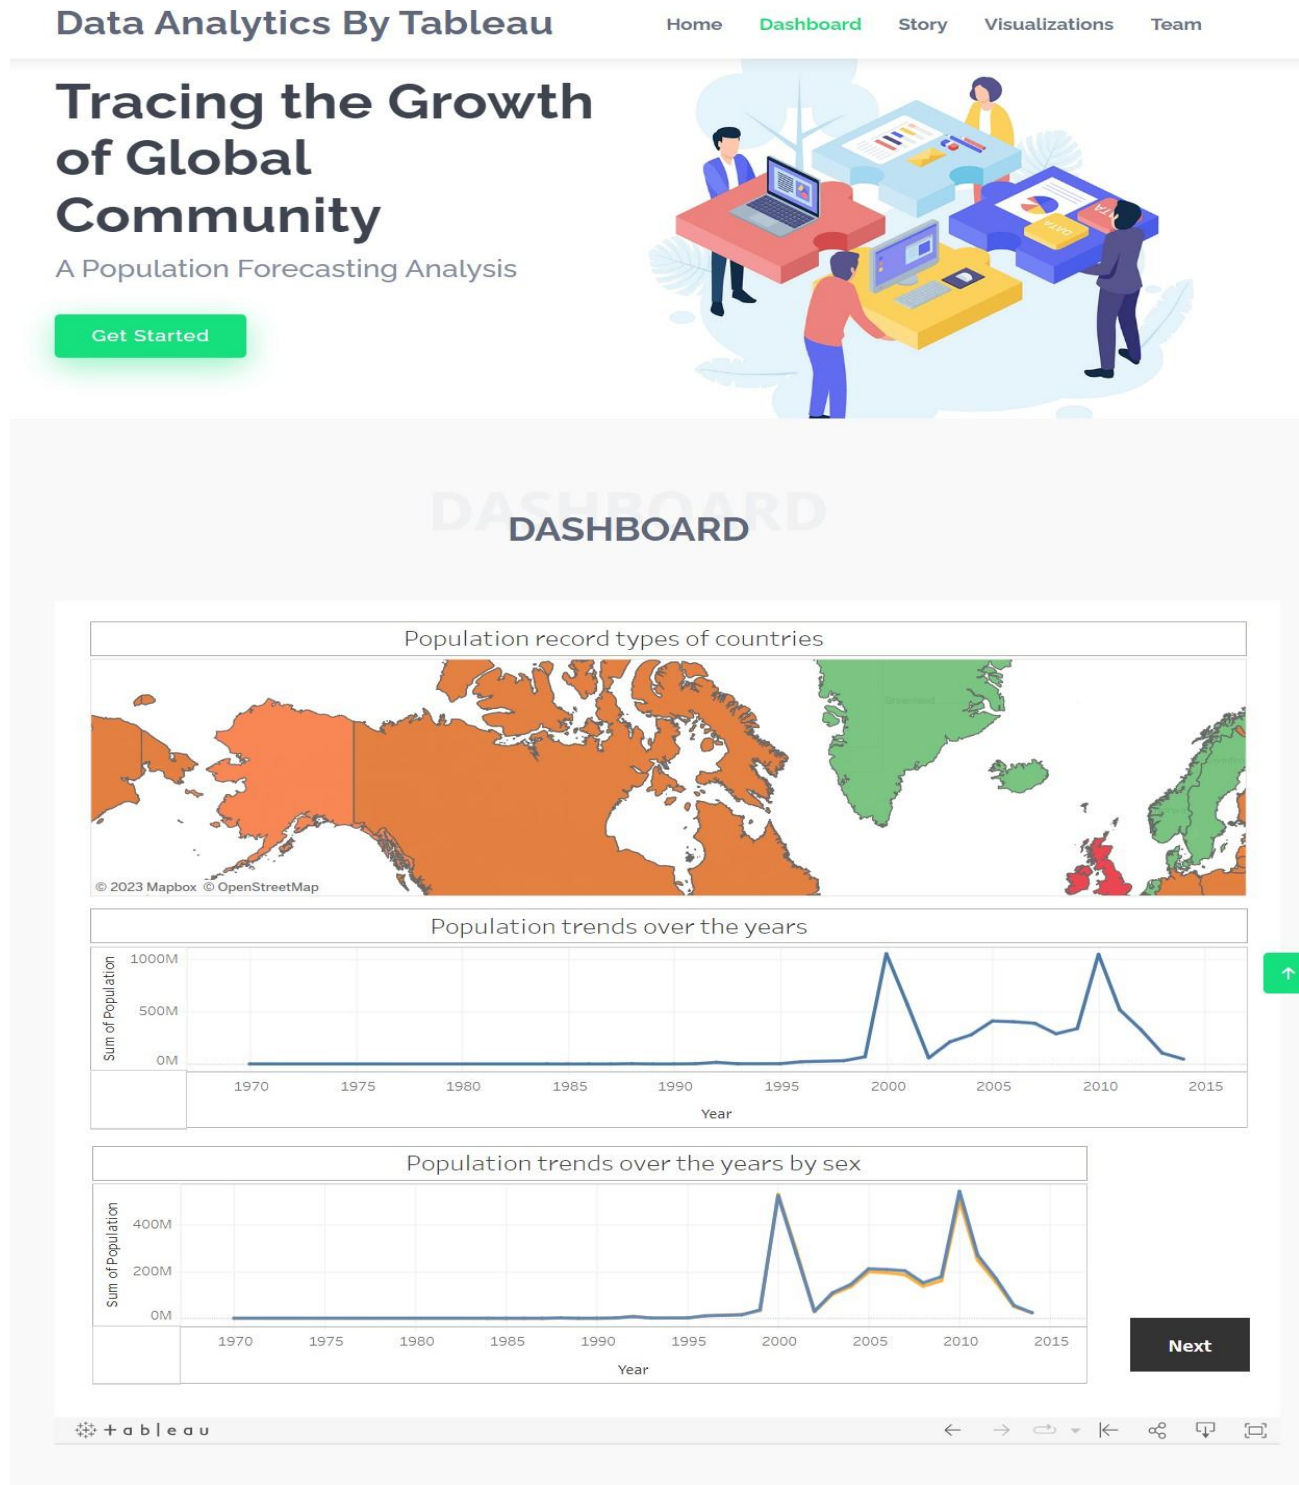 Data Analytics By Tableau
Home Dashboard Story Visualizations Team
Tracing the Growth
of Global
Community
A Population Forecasting Analysis
Get Started
DATA
DASHBOARD
DASHBOARD
Population record types of countries
Greenland
© 2023 Mapbox © OpenStreetMap
Population trends over the years
Sum of Population
1000M
500M
0M
1970 1975 1980 1985 1990 1995 2000 2005 2010 2015
Year
Population trends over the years by sex
Sum of Population
400M
200M
0M
1970 1975 1980 1985 1990 1995 2000 2005 2010 2015
Year
Next
+ableau